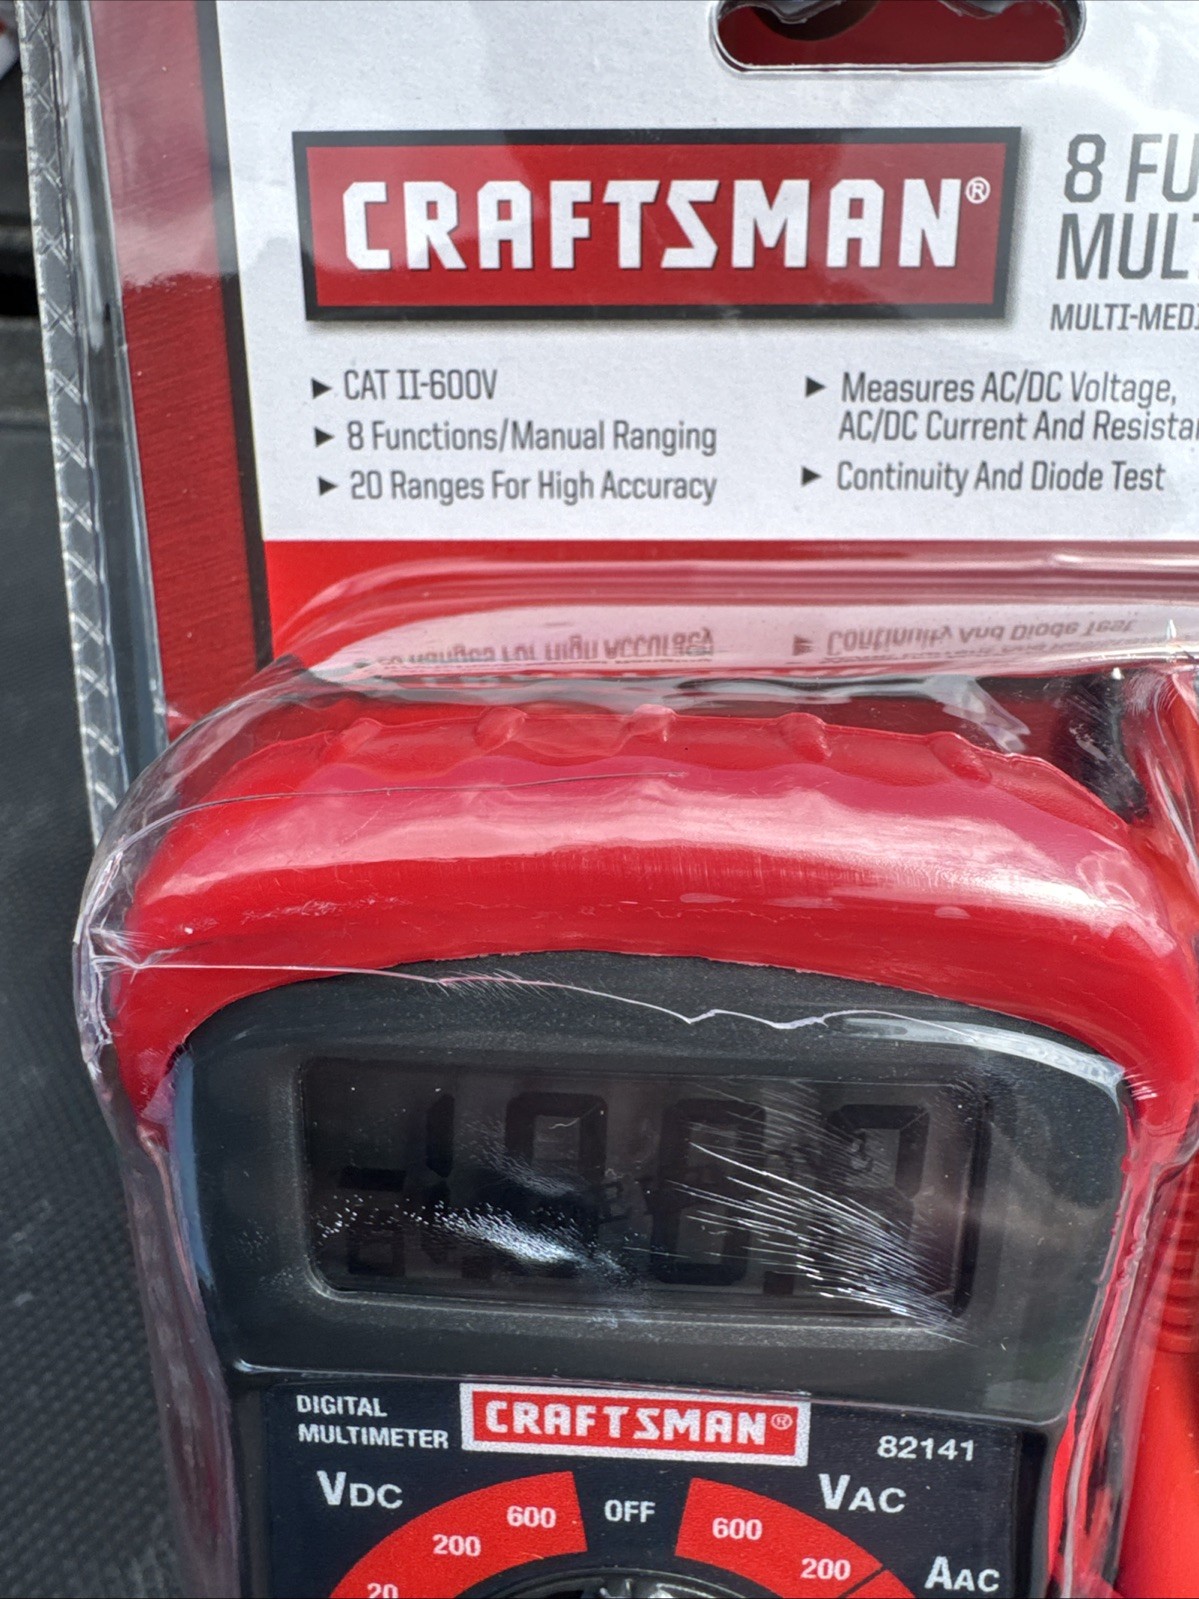 CRAFTSMAN®
8 FU
MUL
MULTI-MEDI
► CAT II-600V
► 8 Functions/Manual Ranging
► 20 Ranges For High Accuracy
► Measures AC/DC Voltage,
AC/DC Current And Resista
► Continuity And Diode Test
DIGITAL
MULTIMETER
CRAFTSMAN®
82141
VDC
600
200
20
OFF
VAC
600
200
AAC